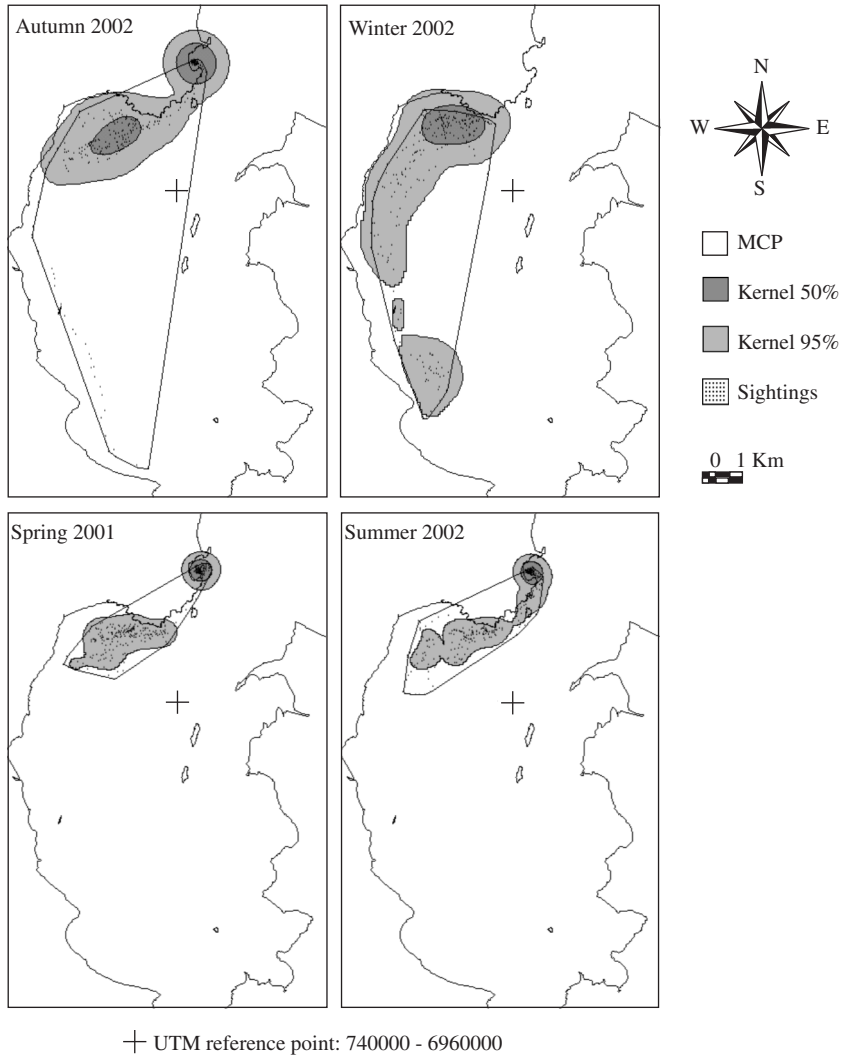 Autumn 2002
Winter 2002
N
W E
S
MCP
Kernel 50%
Kernel 95%
Sightings
0 1 Km
Spring 2001
Summer 2002
UTM reference point: 740000 - 6960000